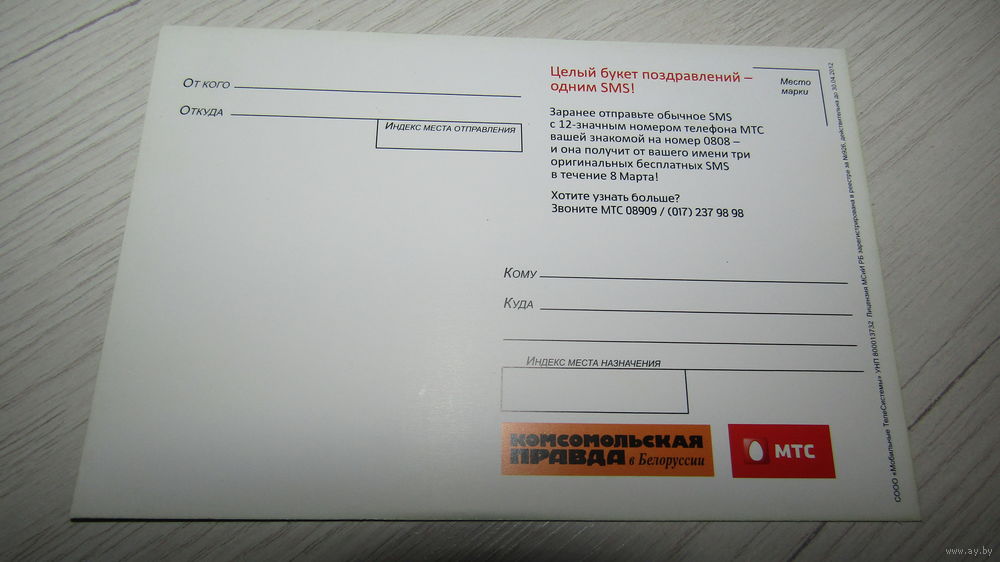 От кого
Откуда
Индекс места отправления
Целый букет поздравлений –
одним SMS!
Место
марки
Заранее отправьте обычное SMS
с 12-значным номером телефона МТС
вашей знакомой на номер 0808 –
и она получит от вашего имени три
оригинальных бесплатных SMS
в течение 8 Марта!
Хотите узнать больше?
Звоните МТС 08909 / (017) 237 98 98
Кому
Куда
Индекс места назначения
КОМСОМОЛЬСКАЯ
ПРАВДА в Белоруссии
МТС
СООО «Мобильные ТелеСистемы» УНП 800013732 Лицензия МСиИ РБ зарегистрирована в реестре за №926, действительна до 30.04.2012
www.ay.by